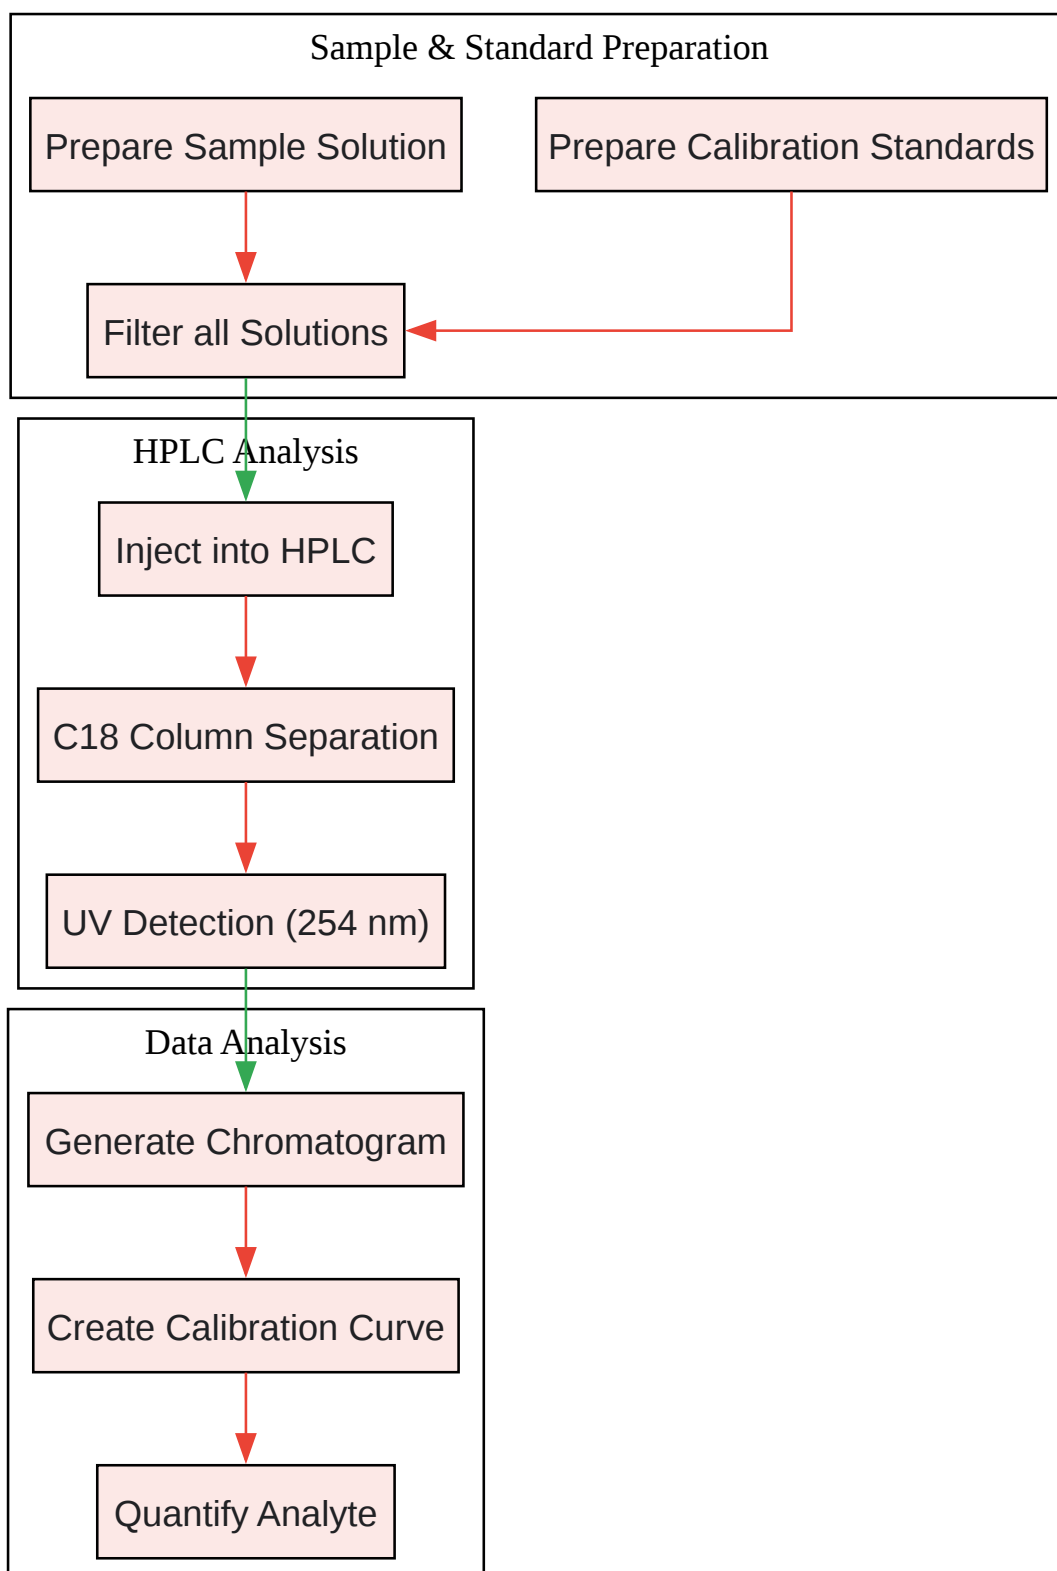 Sample & Standard Preparation
Prepare Sample Solution
Prepare Calibration Standards
Filter all Solutions
HPLC Analysis
Inject into HPLC
C18 Column Separation
UV Detection (254 nm)
Data Analysis
Generate Chromatogram
Create Calibration Curve
Quantify Analyte